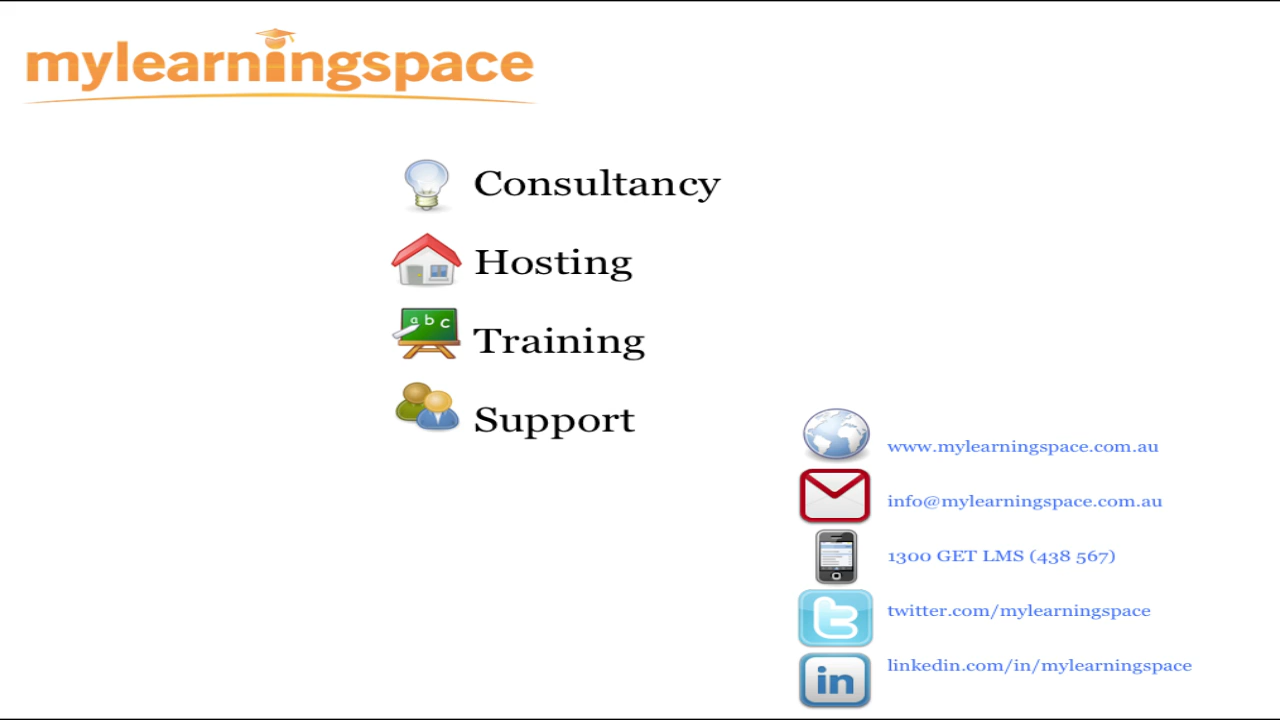 mylearningspace
Consultancy
Hosting
Training
Support
a b c
www.mylearningspace.com.au
info@mylearningspace.com.au
1300 GET LMS (438 567)
t
twitter.com/mylearningspace
in
linkedin.com/in/mylearningspace